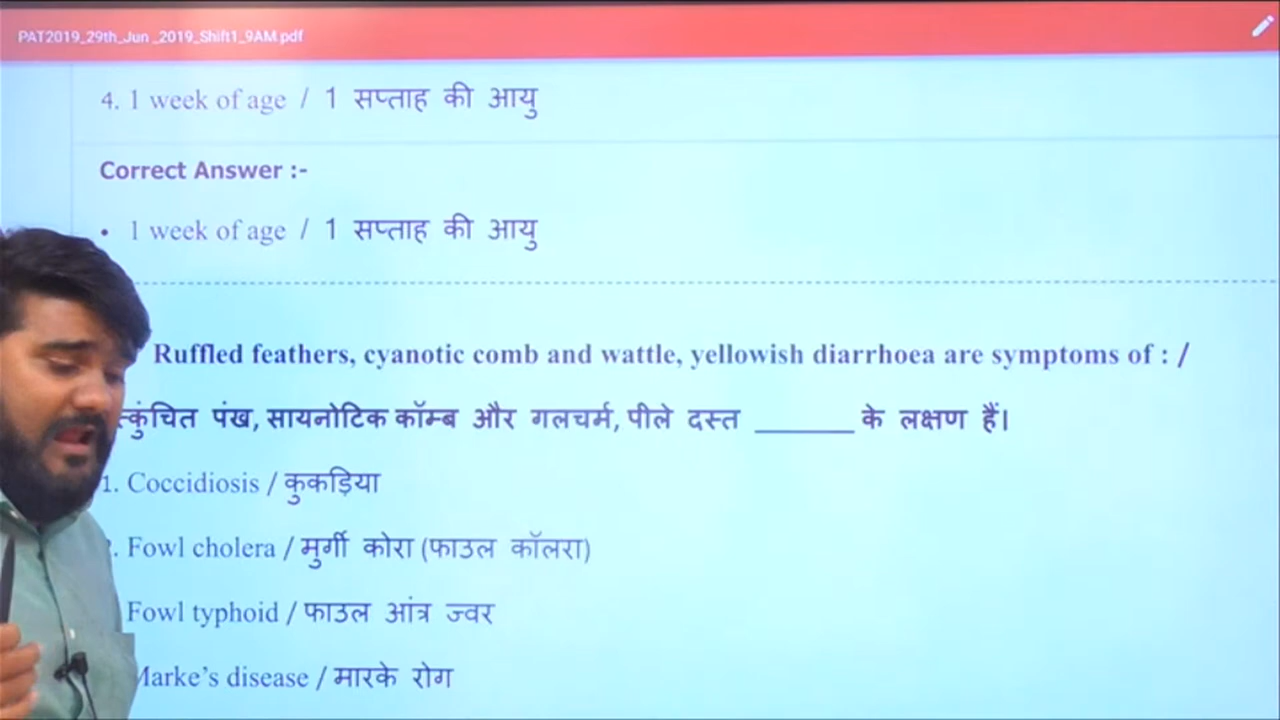 PAT2019_29th_Jun_2019_Shift1_9AM.pdf
4. 1 week of age / 1 सप्ताह की आयु
Correct Answer :-
• 1 week of age / 1 सप्ताह की आयु
Ruffled feathers, cyanotic comb and wattle, yellowish diarrhoea are symptoms of : /
पंख, सायनोटिक कॉम्ब और गलचर्म, पीले दस्त ________ के लक्षण हैं।
1. Coccidiosis / कुकड़िया
. Fowl cholera / मुर्गी कोरा (फाउल कॉलरा)
Fowl typhoid / फाउल आंत्र ज्वर
Marke's disease / मारके रोग